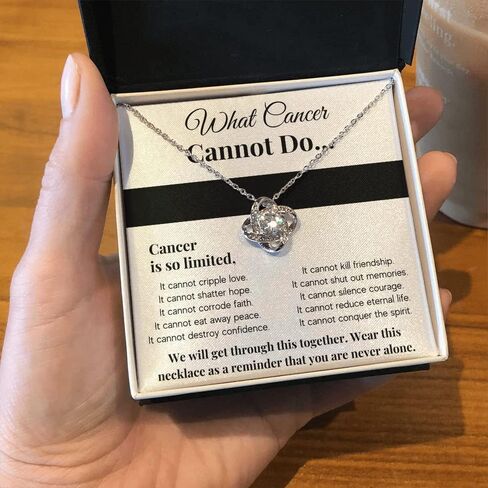 What Cancer
Cannot Do...
Cancer
is so limited,
It cannot cripple love.
It cannot shatter hope.
It cannot corrode faith.
It cannot eat away peace.
It cannot destroy confidence.
It cannot kill friendship.
It cannot shut out memories.
It cannot silence courage.
It cannot reduce eternal life.
It cannot conquer the spirit.
We will get through this together. Wear this
necklace as a reminder that you are never alone.